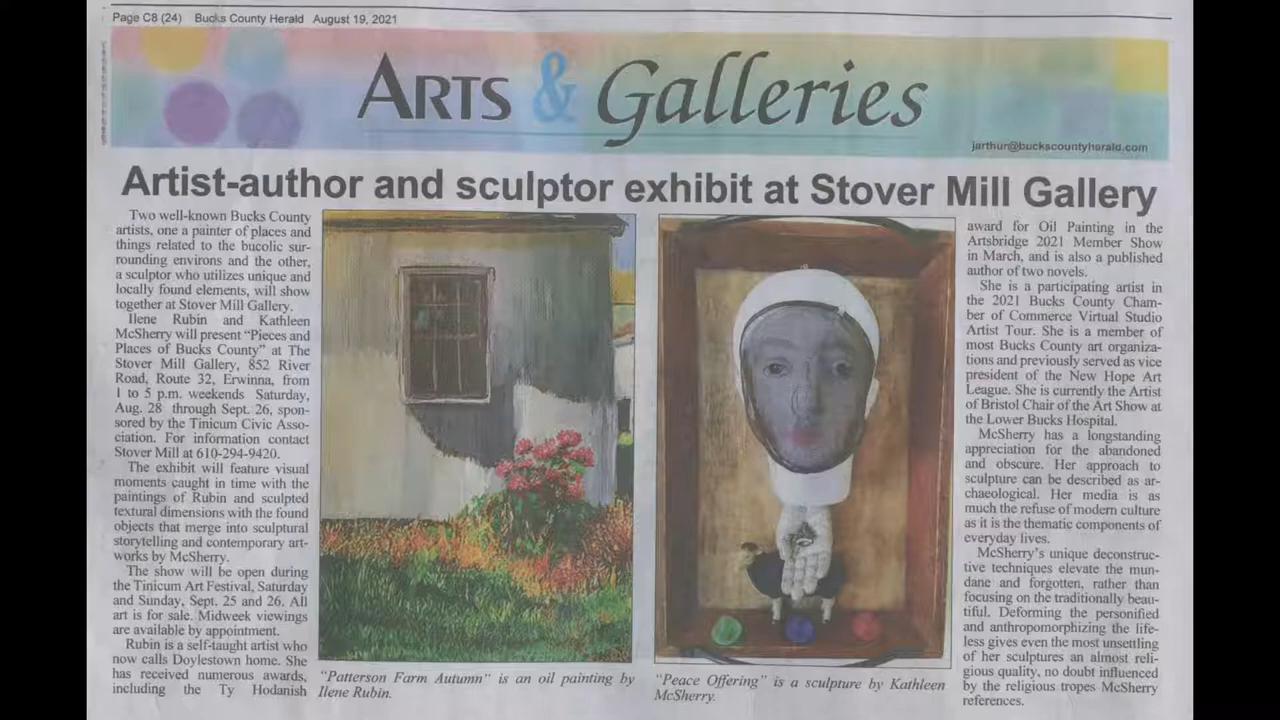 Page C8 (24) Bucks County Herald August 19, 2021
ARTS & Galleries
jarthur@buckscountyherald.com
Artist-author and sculptor exhibit at Stover Mill Gallery
Two well-known Bucks County
artists, one a painter of places and
things related to the bucolic sur-
rounding environs and the other,
a sculptor who utilizes unique and
locally found elements, will show
together at Stover Mill Gallery.
Ilene Rubin and Kathleen
McSherry will present “Pieces and
Places of Bucks County” at The
Stover Mill Gallery, 852 River
Road, Route 32, Erwinna, from
1 to 5 p.m. weekends Saturday,
Aug. 28 through Sept. 26, spon-
sored by the Tinicum Civic Asso-
ciation. For information contact
Stover Mill at 610-294-9420.
The exhibit will feature visual
moments caught in time with the
paintings of Rubin and sculpted
textural dimensions with the found
objects that merge into sculptural
storytelling and contemporary art-
works by McSherry.
The show will be open during
the Tinicum Art Festival, Saturday
and Sunday, Sept. 25 and 26. All
art is for sale. Midweek viewings
are available by appointment.
Rubin is a self-taught artist who
now calls Doylestown home. She
has received numerous awards,
including the Ty Hodanish
“Patterson Farm Autumn” is an oil painting by
Ilene Rubin.
“Peace Offering” is a sculpture by Kathleen
McSherry.
award for Oil Painting in the
Artsbridge 2021 Member Show
in March, and is also a published
author of two novels.
She is a participating artist in
the 2021 Bucks County Cham-
ber of Commerce Virtual Studio
Artist Tour. She is a member of
most Bucks County art organiza-
tions and previously served as vice
president of the New Hope Art
League. She is currently the Artist
of Bristol Chair of the Art Show at
the Lower Bucks Hospital.
McSherry has a longstanding
appreciation for the abandoned
and obscure. Her approach to
sculpture can be described as ar-
chaeological. Her media is as
much the refuse of modern culture
as it is the thematic components of
everyday lives.
McSherry’s unique deconstruc-
tive techniques elevate the mun-
dane and forgotten, rather than
focusing on the traditionally beau-
tiful. Deforming the personified
and anthropomorphizing the life-
less gives even the most unsettling
of her sculptures an almost reli-
gious quality, no doubt influenced
by the religious tropes McSherry
references.